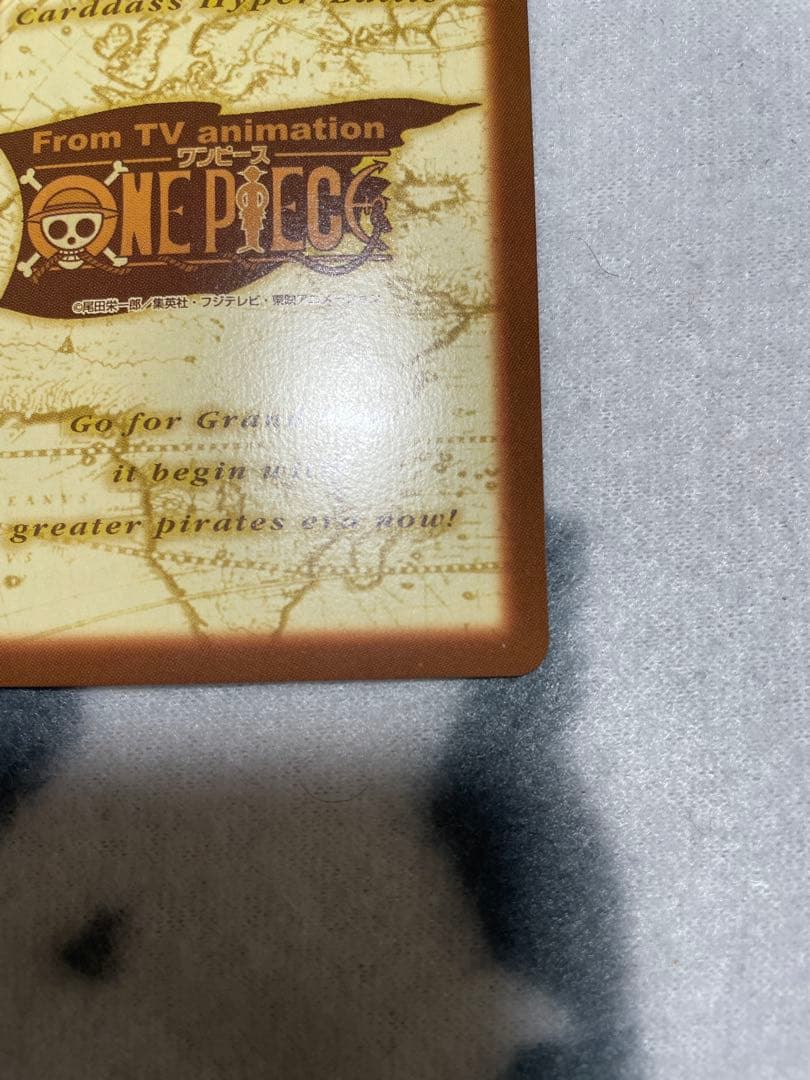 Carddass Hyper Battle
From TV animation
ワンピース
ONE PIECE
©尾田栄一郎／集英社・フジテレビ・東映アニメーション
Go for Grand
it begin with
greater pirates era now!